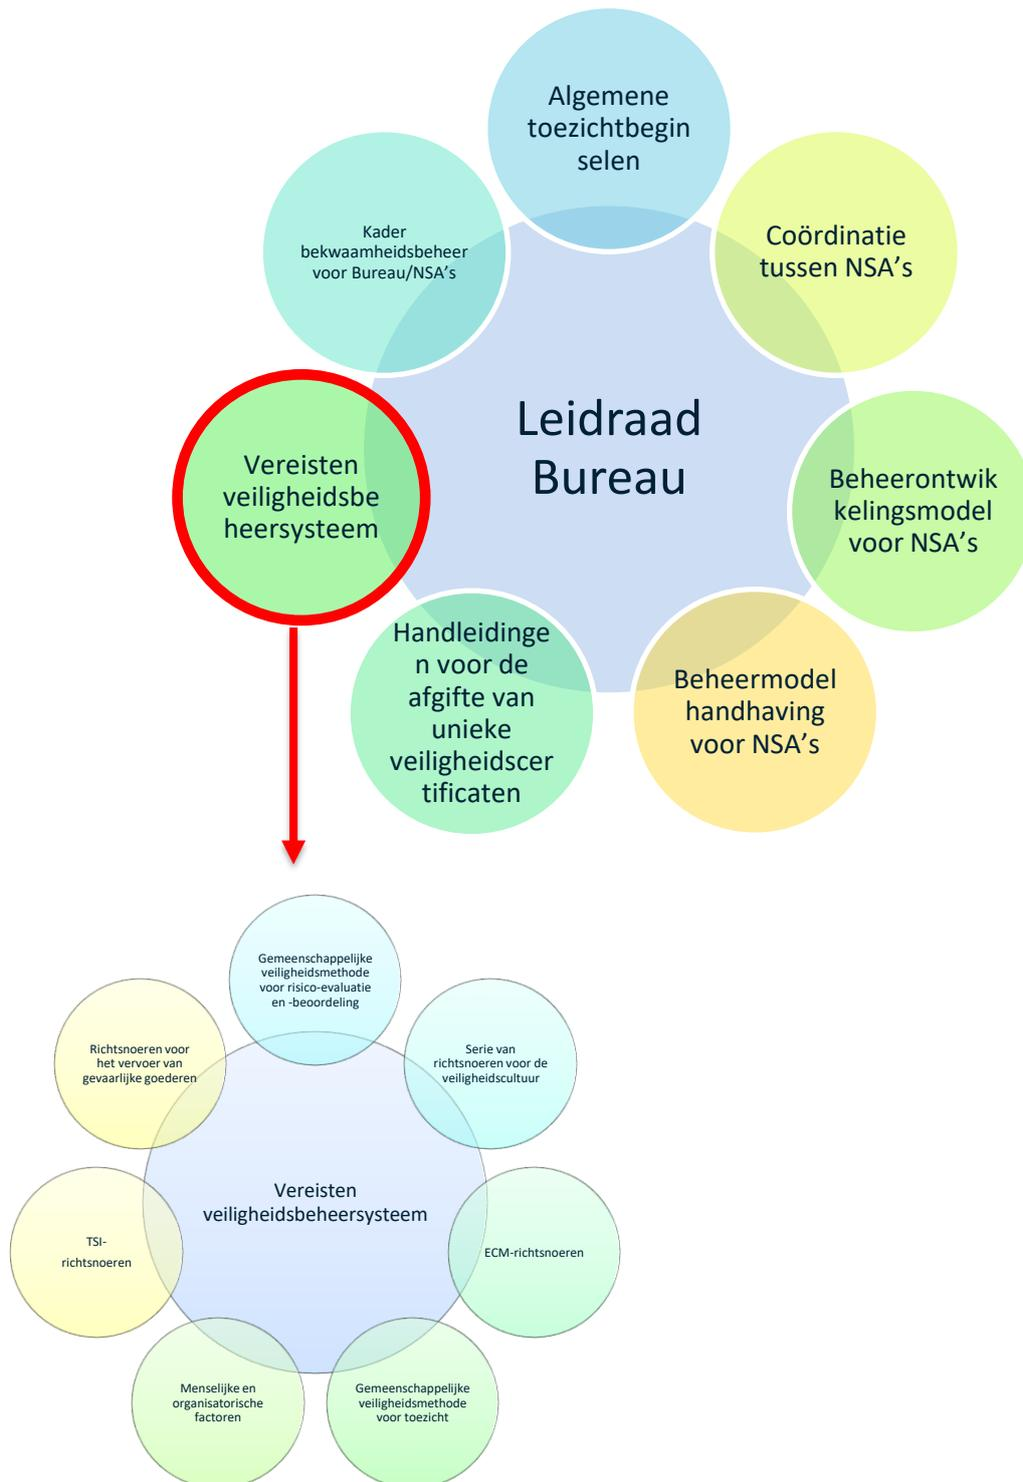 Algemene
toezichtbegin
selen
Kader
bekwaamheidsbeheer
voor Bureau/NSA’s
Coördinatie
tussen NSA’s
Leidraad
Bureau
Vereisten
veiligheidsbe
heersysteem
Beheerontwik
kelingsmodel
voor NSA’s
Handleidinge
n voor de
afgifte van
unieke
veiligheidscer
tificaten
Beheermodel
handhaving
voor NSA’s
Gemeenschappelijke
veiligheidsmethode
voor risico-evaluatie
en -beoordeling
Richtsnoeren voor
het vervoer van
gevaarlijke goederen
Serie van
richtsnoeren voor de
veiligheidscultuur
Vereisten
veiligheidsbeheersysteem
TSI-
richtsnoeren
ECM-richtsnoeren
Menselijke en
organisatorische
factoren
Gemeenschappelijke
veiligheidsmethode
voor toezicht